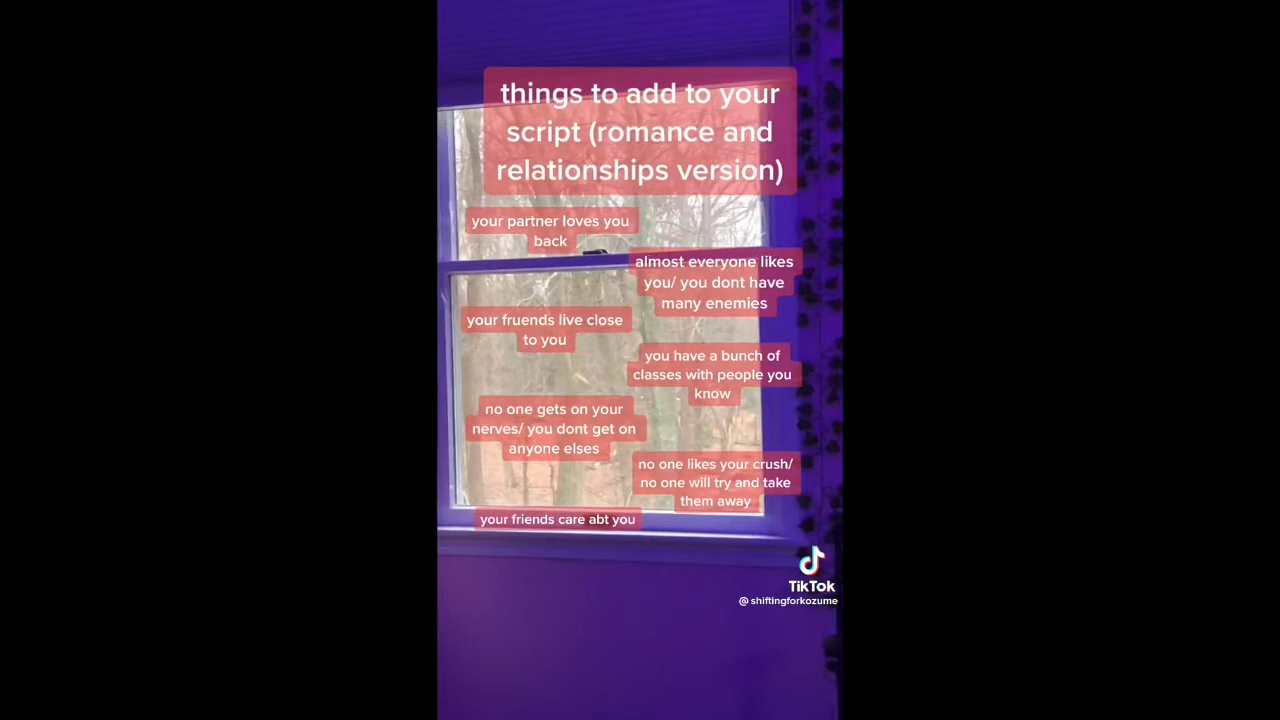 things to add to your
script (romance and
relationships version)
your partner loves you
back
almost everyone likes
you/ you dont have
many enemies
your fruends live close
to you
you have a bunch of
classes with people you
know
no one gets on your
nerves/ you dont get on
anyone elses
no one likes your crush/
no one will try and take
them away
your friends care abt you
TikTok
@ shiftingforkozume